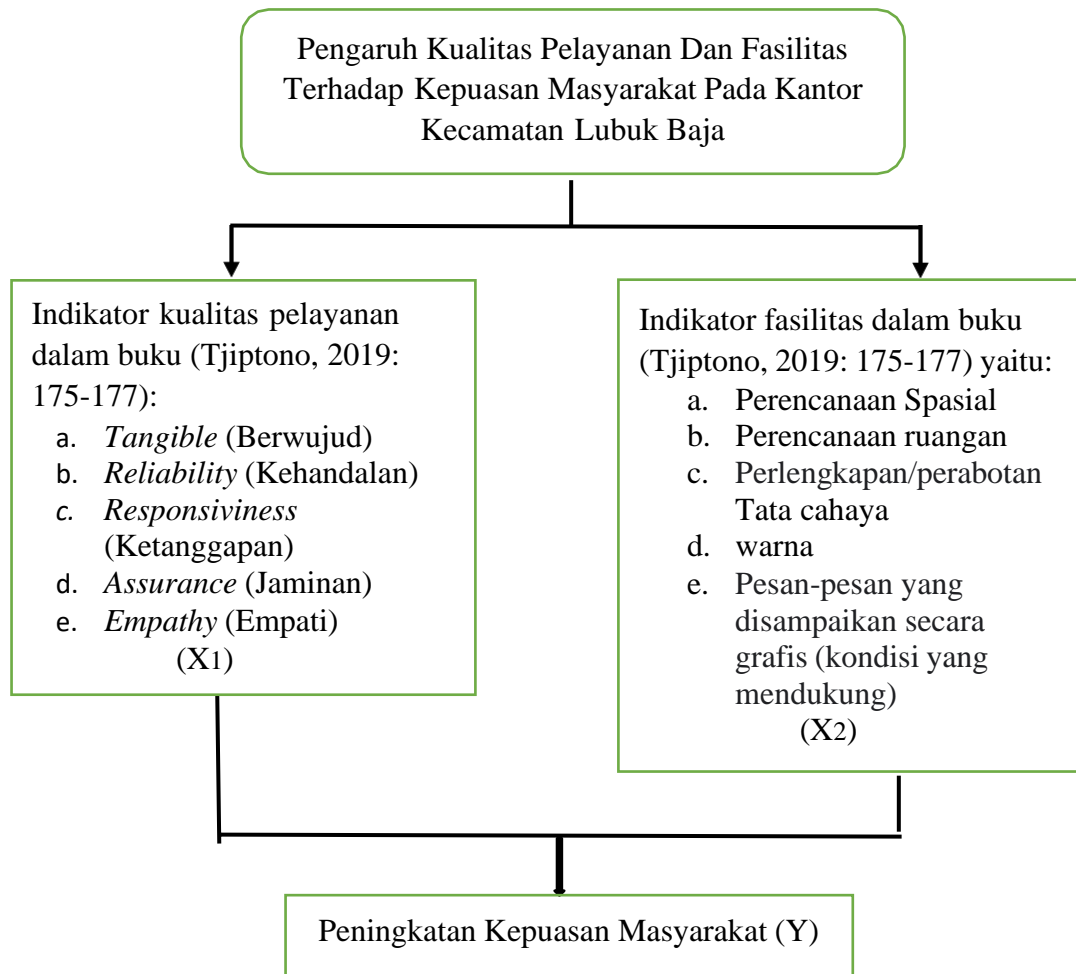 Pengaruh Kualitas Pelayanan Dan Fasilitas
Terhadap Kepuasan Masyarakat Pada Kantor
Kecamatan Lubuk Baja
Indikator kualitas pelayanan
dalam buku (Tjiptono, 2019:
175-177):
a. Tangible (Berwujud)
b. Reliability (Kehandalan)
c. Responsiviness
(Ketanggapan)
d. Assurance (Jaminan)
e. Empathy (Empati)
(X1)
Indikator fasilitas dalam buku
(Tjiptono, 2019: 175-177) yaitu:
a. Perencanaan Spasial
b. Perencanaan ruangan
c. Perlengkapan/perabotan
Tata cahaya
d. warna
e. Pesan-pesan yang
disampaikan secara
grafis (kondisi yang
mendukung)
(X2)
Peningkatan Kepuasan Masyarakat (Y)